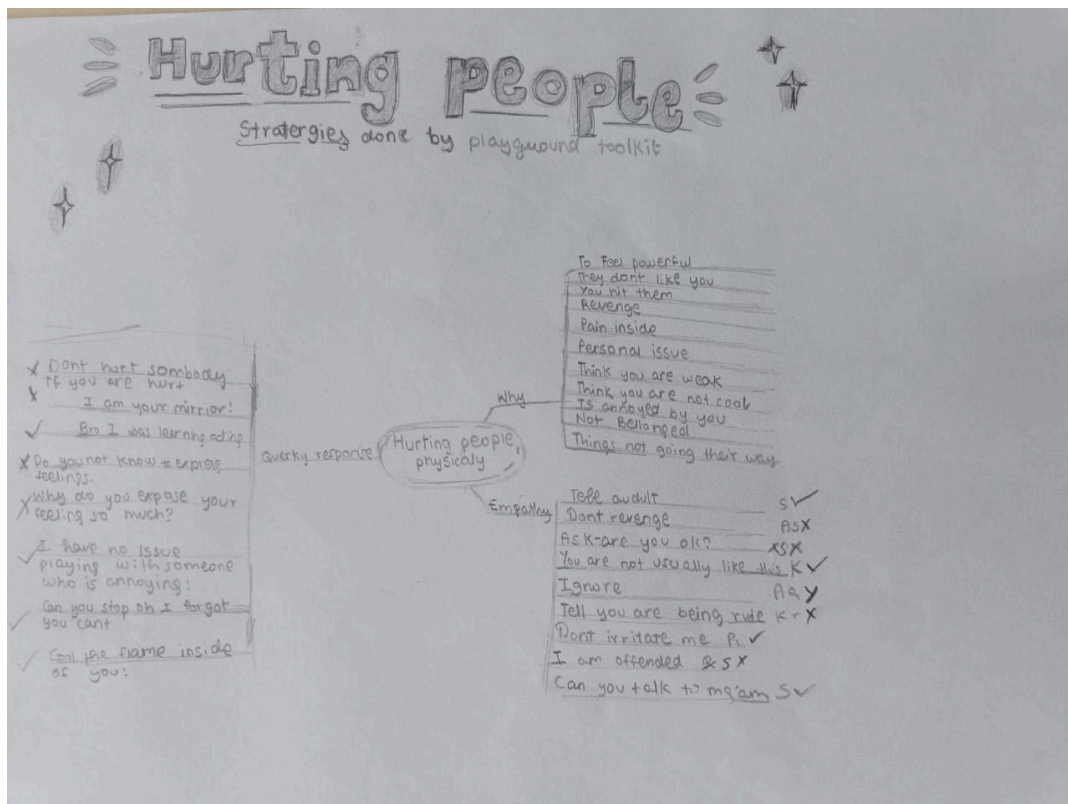 Hurting people
Stratergies done by playground toolkit
To feel powerful
They dont like you
You hit them
Revenge
Pain inside
Personal issue
Think you are weak
Think you are not cool
Is annoyed by you
Not Bellanged
Things not going their way
Why
Hurting people
physicaly
Querky response
X Dont hurt sombody
if you are hurt
X I am your mirrior!
✓ Bro I was learning acting
X Do you not know to express
feelings.
X Why do you expose your
feeling so much?
✓ I have no issue
playing with someone
who is annoying!
✓ Can you stop oh I forgot
you cant
✓ Cool the flame inside
of you!
Empathy
Tell audult S ✓
Dont revenge AS X
Ask-are you ok? SX
You are not usually like this K ✓
Ignore
Tell you are being rude K r X
Dont irritate me R ✓
I am offended S X
Can you talk to ma'am S ✓